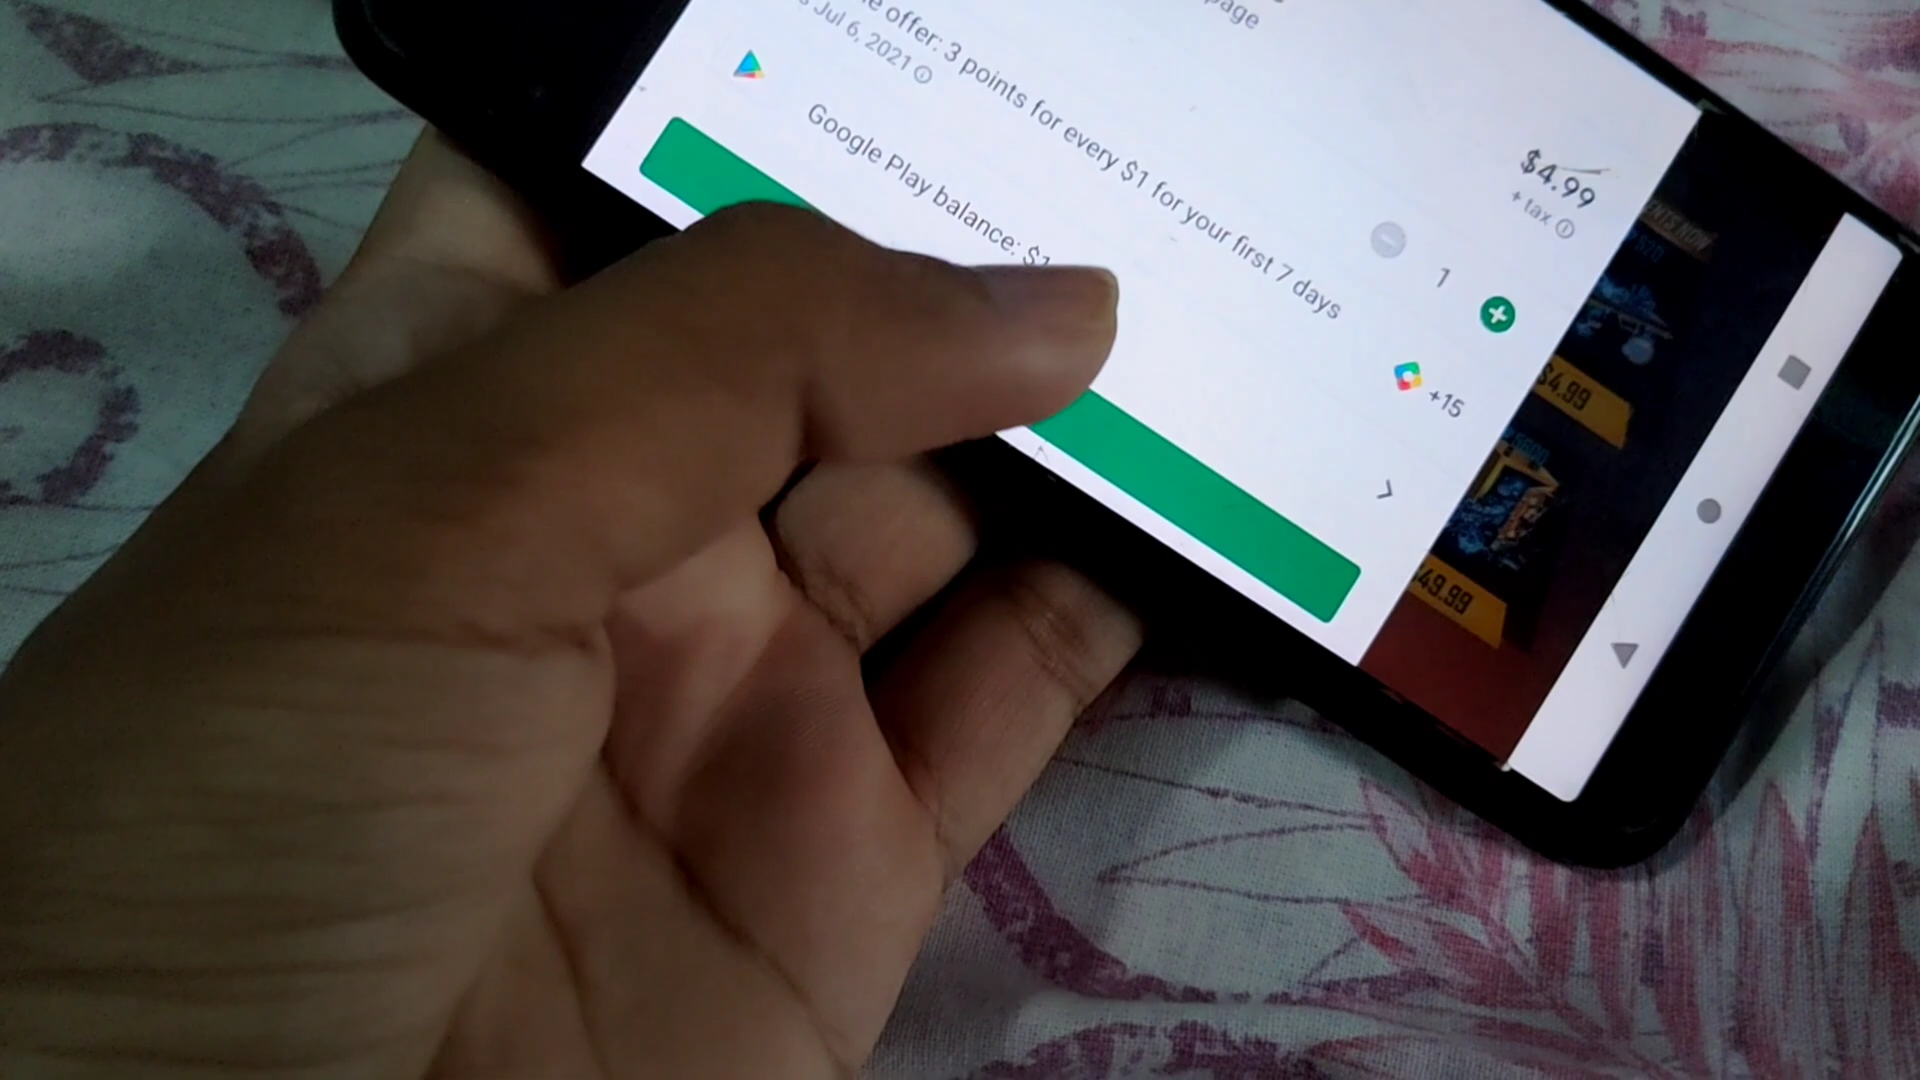 page
$4.99
+ tax
offer: 3 points for every $1 for your first 7 days
Jul 6, 2021
1
+15
Google Play balance: $1
$4.99
$49.99